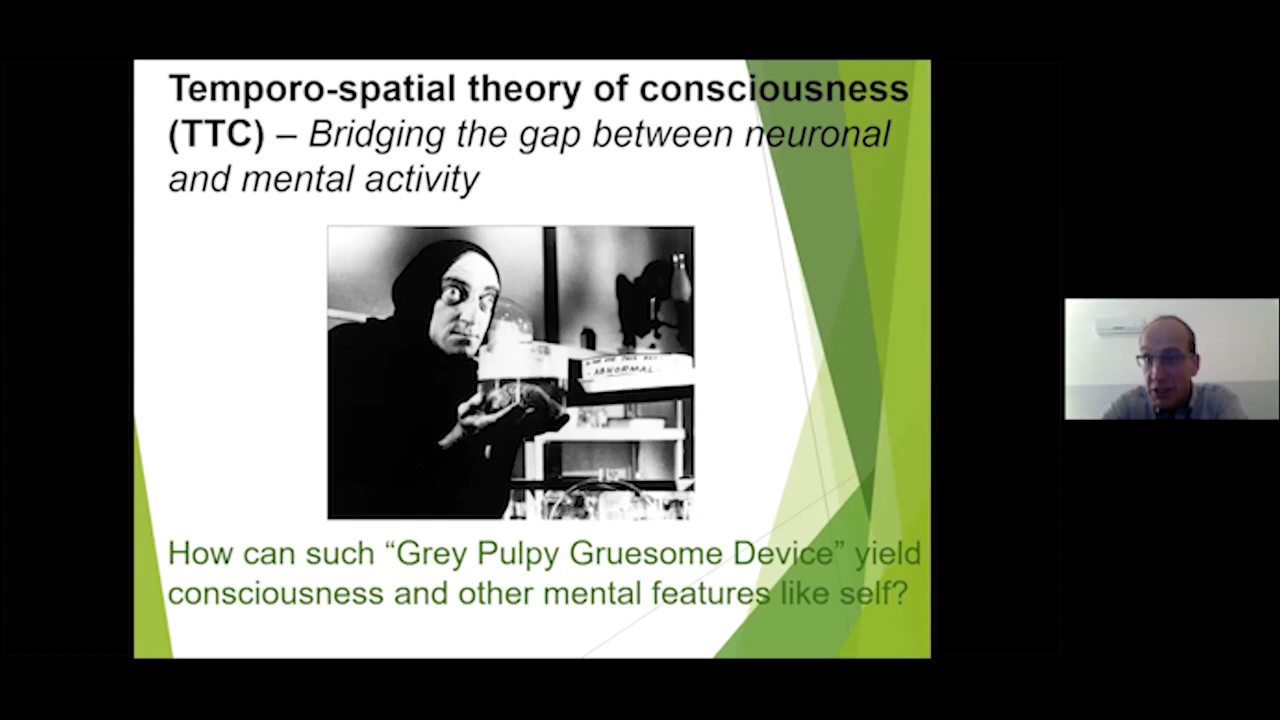 Temporo-spatial theory of consciousness
(TTC) – Bridging the gap between neuronal
and mental activity
ABNORMAL
How can such “Grey Pulpy Gruesome Device” yield
consciousness and other mental features like self?